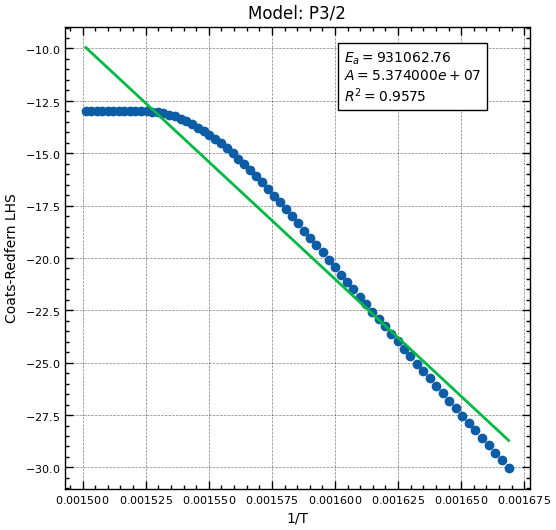 Model: P3/2
E_a = 931062.76
A = 5.374000e + 07
R^2 = 0.9575
Coats-Redfern LHS
−10.0
−12.5
−15.0
−17.5
−20.0
−22.5
−25.0
−27.5
−30.0
0.001500 0.001525 0.001550 0.001575 0.001600 0.001625 0.001650 0.001675
1/T